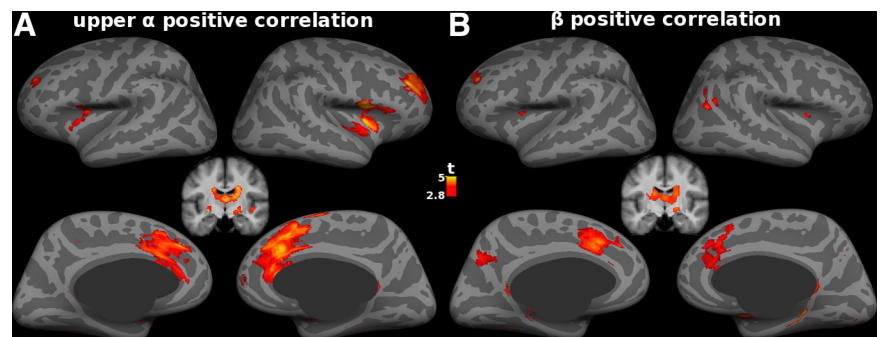 A upper α positive correlation
B β positive correlation
t
5
2.8